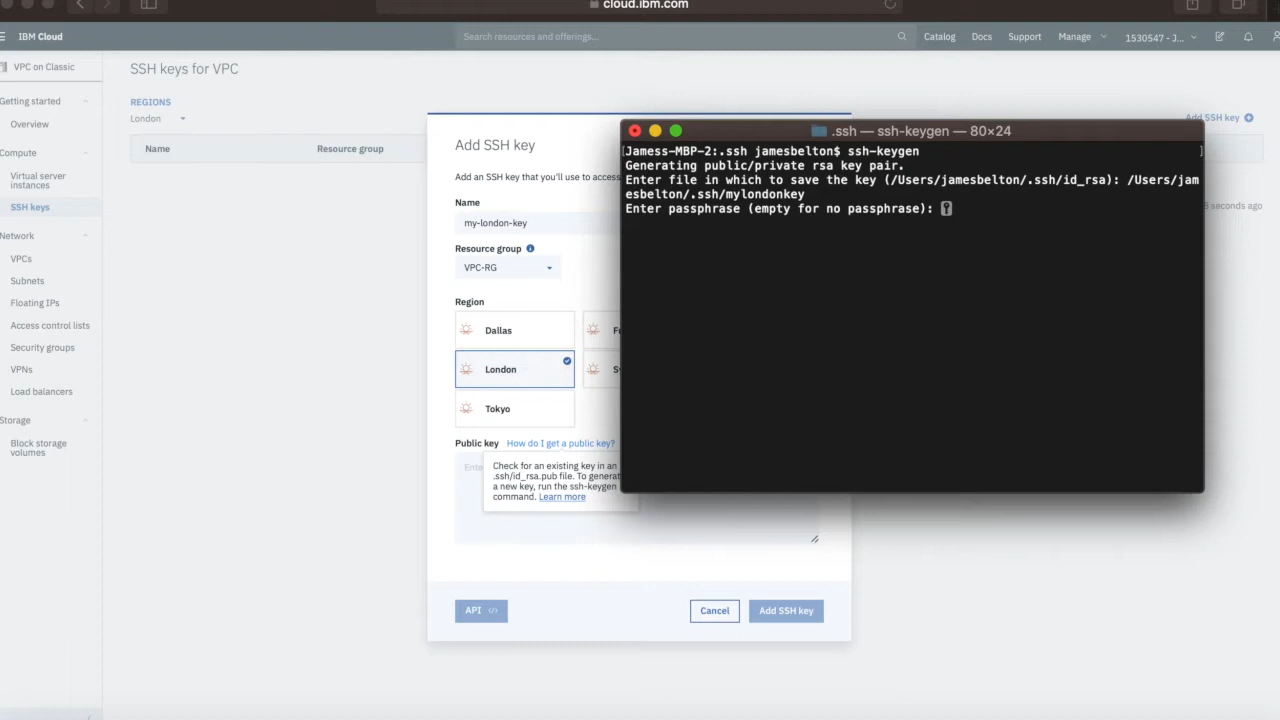 cloud.ibm.com
IBM Cloud
Search resources and offerings...
Catalog
Docs
Support
Manage
1530547 - J...
VPC on Classic
Getting started
Overview
Compute
Virtual server
instances
SSH keys
Network
VPCs
Subnets
Floating IPs
Access control lists
Security groups
VPNs
Load balancers
Storage
Block storage
volumes
SSH keys for VPC
REGIONS
London
Add SSH key
Name
Resource group
seconds ago
Add SSH key
Add an SSH key that you'll use to access
Name
my-london-key
Resource group
VPC-RG
Region
Dallas
London
Tokyo
Public key How do I get a public key?
Check for an existing key in an
.ssh/id_rsa.pub file. To generat
a new key, run the ssh-keygen
command. Learn more
API </>
Cancel
Add SSH key
.ssh — ssh-keygen — 80×24
[Jamess-MBP-2:.ssh jamesbelton$ ssh-keygen ]
Generating public/private rsa key pair.
Enter file in which to save the key (/Users/jamesbelton/.ssh/id_rsa): /Users/jam
esbelton/.ssh/mylondonkey
Enter passphrase (empty for no passphrase):